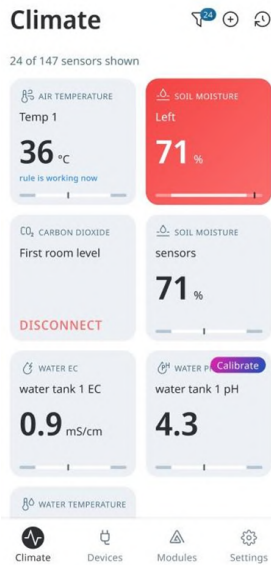 Climate
24
24 of 147 sensors shown
AIR TEMPERATURE
Temp 1
36 °C
rule is working now
SOIL MOISTURE
Left
71 %
CO₂ CARBON DIOXIDE
First room level
DISCONNECT
SOIL MOISTURE
sensors
71 %
WATER EC
water tank 1 EC
0.9 mS/cm
pH WATER
Calibrate
water tank 1 pH
4.3
WATER TEMPERATURE
Climate
Devices
Modules
Settings